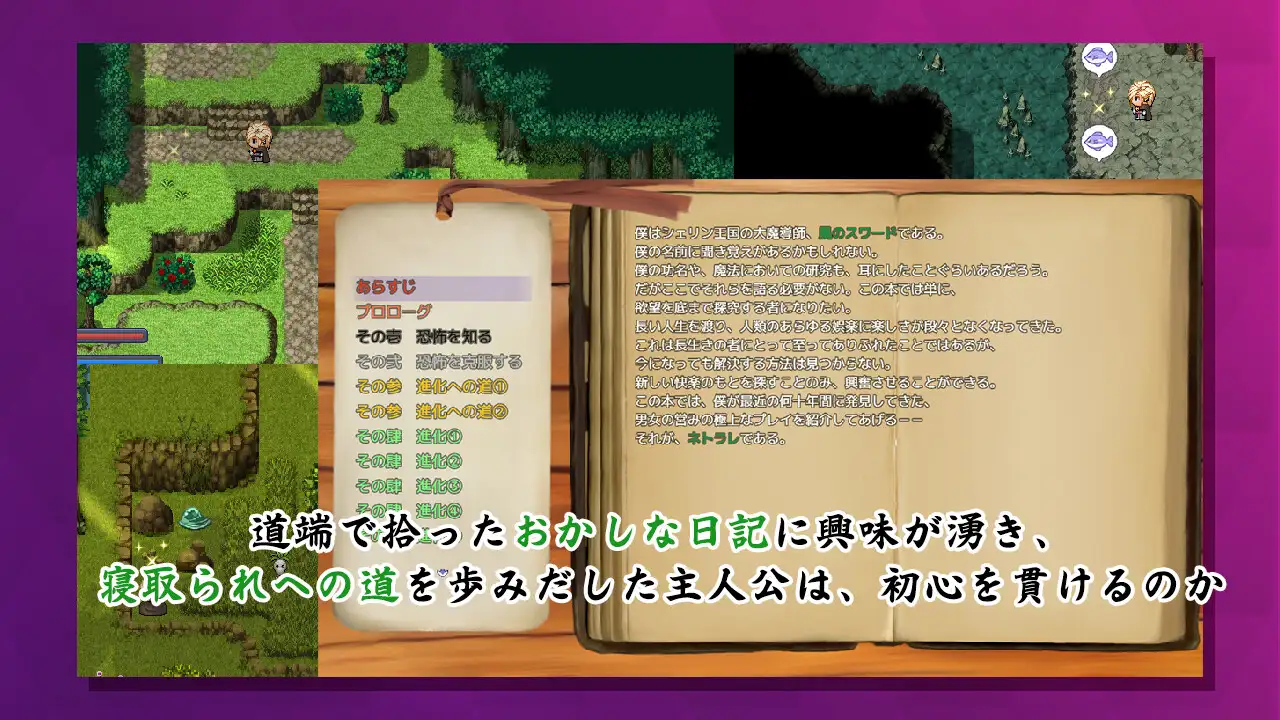 あらすじ
プロローグ
その壱 恐怖を知る
その弐 恐怖を克服する
その参 進化への道①
その参 進化への道②
その肆 進化①
その肆 進化②
その肆 進化③
その肆 進化④
僕はシェリン王国の大魔導師、風のスワードである。
僕の名前に聞き覚えがあるかもしれない。
僕の功名や、魔法においての研究も、耳にしたことぐらいあるだろう。
だがここでそれらを語る必要がない。この本では単に、
欲望を底まで探究する者になりたい。
長い人生を渡り、人類のあらゆる娯楽に楽しさが段々となくなってきた。
これは長生きの者にとって至ってありふれたことではあるが、
今になっても解決する方法は見つからない。
新しい快楽のもとを探すことのみ、興奮させることができる。
この本では、僕が最近の何十年間に発見してきた、
男女の営みの極上なプレイを紹介してあげる－－
それが、ネトラレである。
道端で拾ったおかしな日記に興味が湧き、
寝取られへの道を歩みだした主人公は、初心を貫けるのか